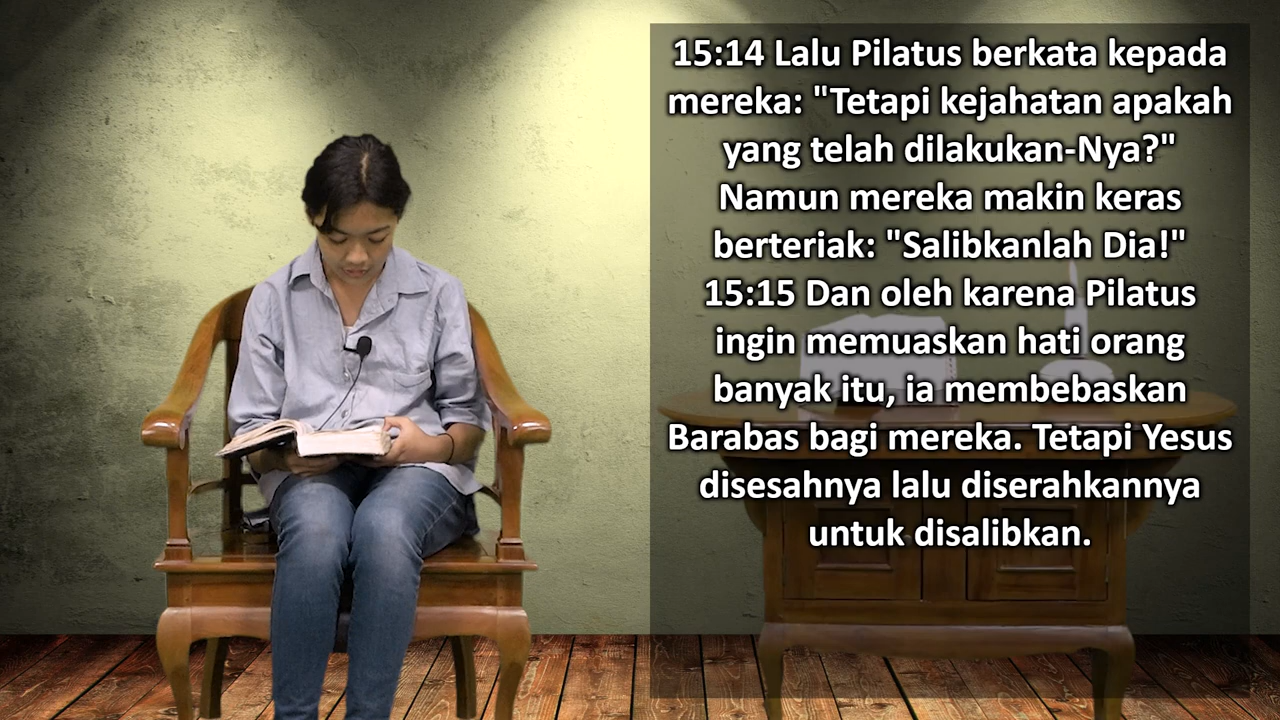 15:14 Lalu Pilatus berkata kepada
mereka: "Tetapi kejahatan apakah
yang telah dilakukan-Nya?"
Namun mereka makin keras
berteriak: "Salibkanlah Dia!"
15:15 Dan oleh karena Pilatus
ingin memuaskan hati orang
banyak itu, ia membebaskan
Barabas bagi mereka. Tetapi Yesus
disesahnya lalu diserahkannya
untuk disalibkan.